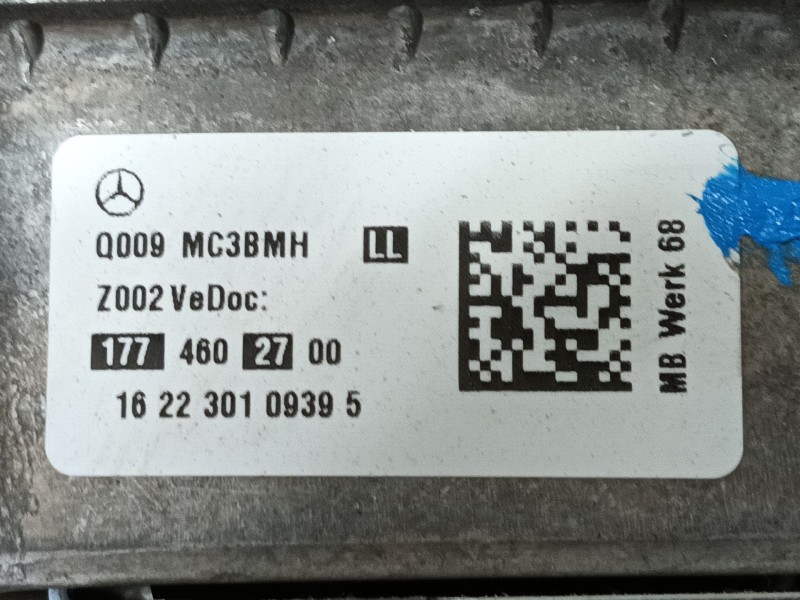 Q009 MC3BMH LL
Z002 VeDoc:
177 460 27 00
16 22 301 0939 5
MB Werk 68